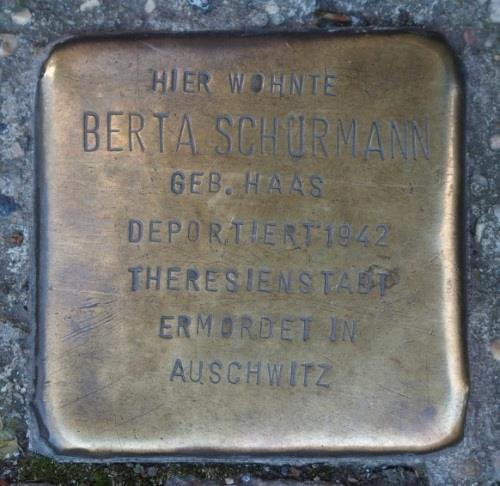 HIER WOHNTE
BERTA SCHÜRMANN
GEB. HAAS
DEPORTIERT 1942
THERESIENSTADT
ERMORDET IN
AUSCHWITZ